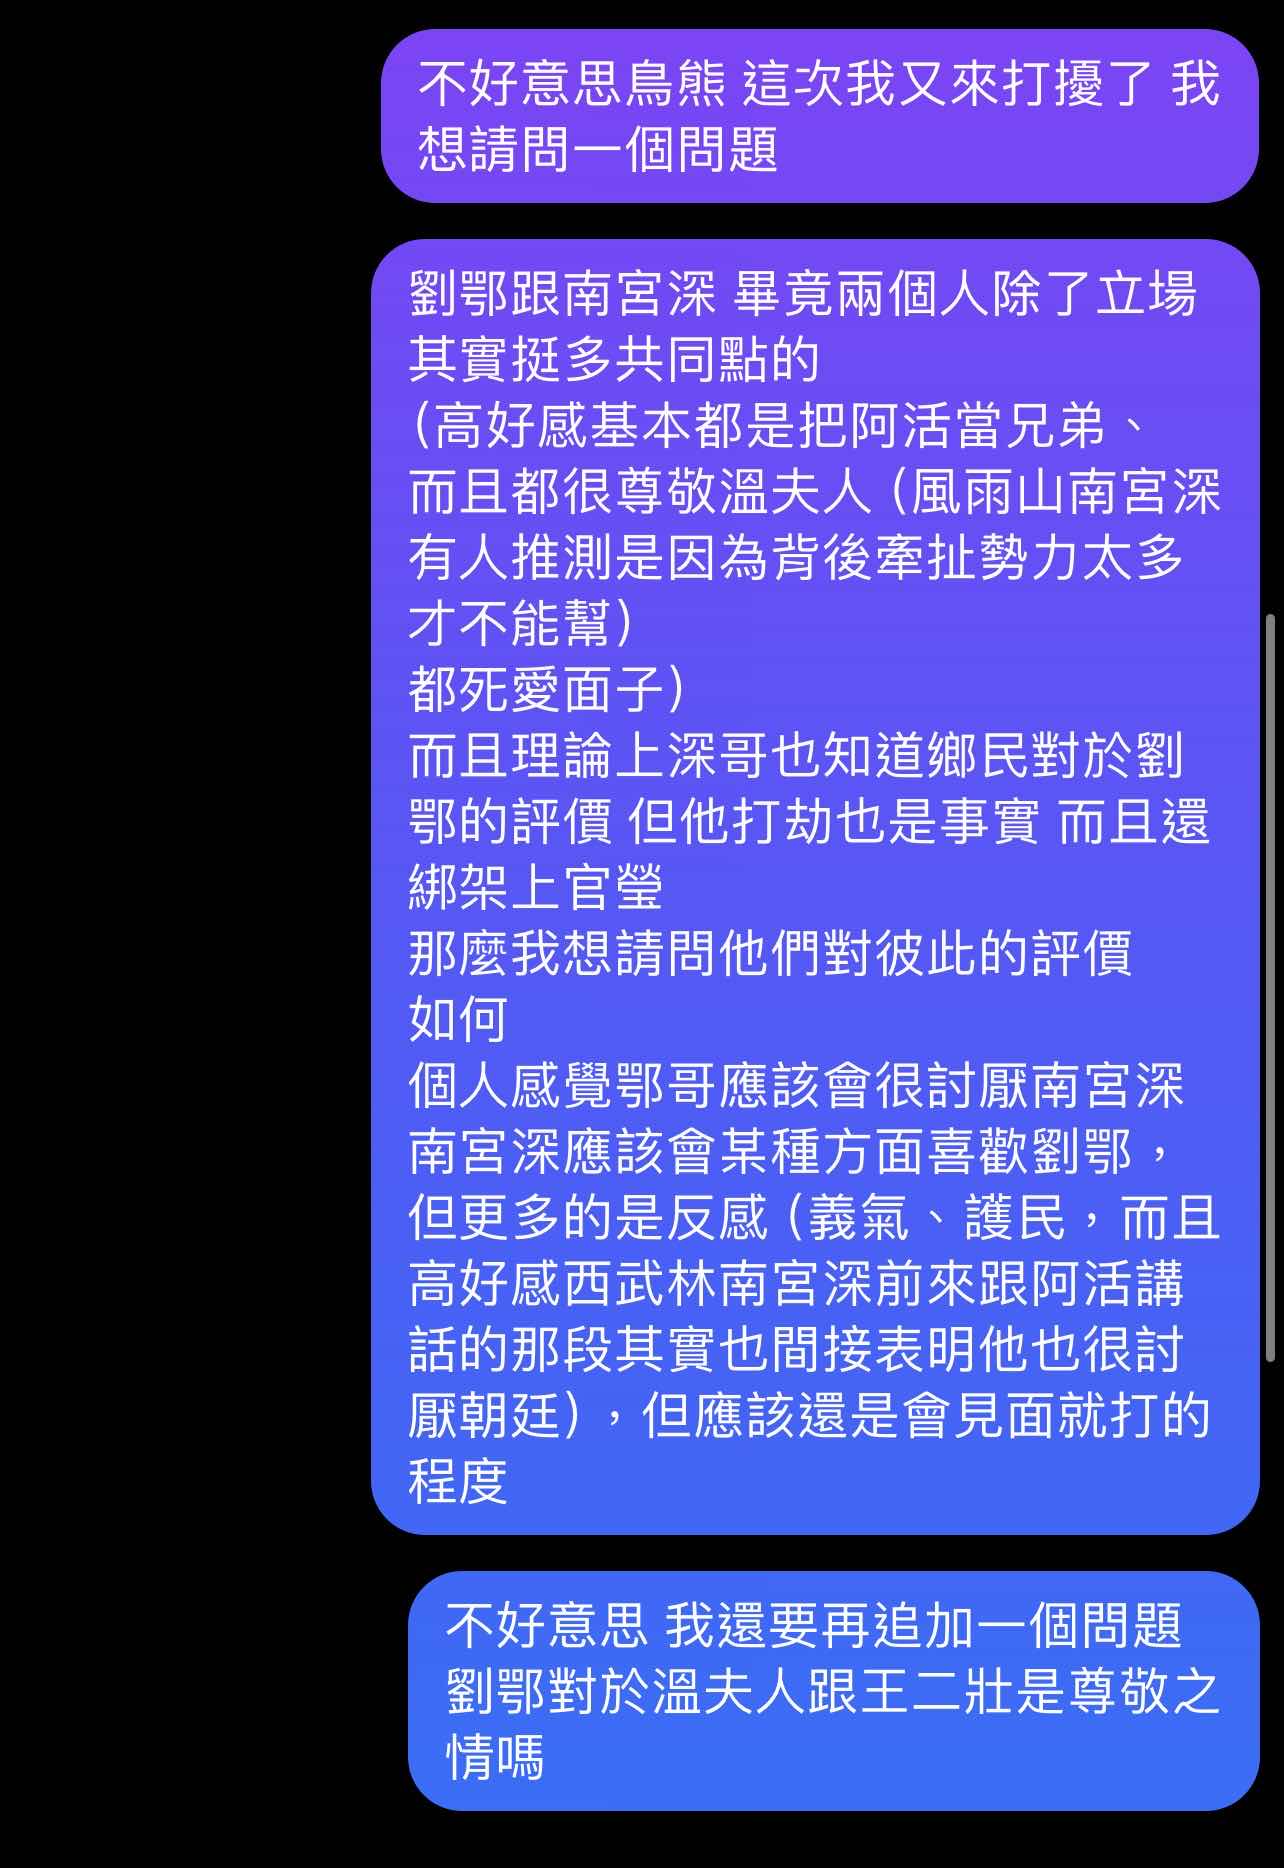 不好意思鳥熊 這次我又來打擾了 我
想請問一個問題
劉鄂跟南宮深 畢竟兩個人除了立場
其實挺多共同點的
（高好感基本都是把阿活當兄弟、
而且都很尊敬溫夫人（風雨山南宮深
有人推測是因為背後牽扯勢力太多
才不能幫）
都死愛面子）
而且理論上深哥也知道鄉民對於劉
鄂的評價 但他打劫也是事實 而且還
綁架上官瑩
那麼我想請問他們對彼此的評價
如何
個人感覺鄂哥應該會很討厭南宮深
南宮深應該會某種方面喜歡劉鄂，
但更多的是反感（義氣、護民，而且
高好感西武林南宮深前來跟阿活講
話的那段其實也間接表明他也很討
厭朝廷），但應該還是會見面就打的
程度
不好意思 我還要再追加一個問題
劉鄂對於溫夫人跟王二壯是尊敬之
情嗎